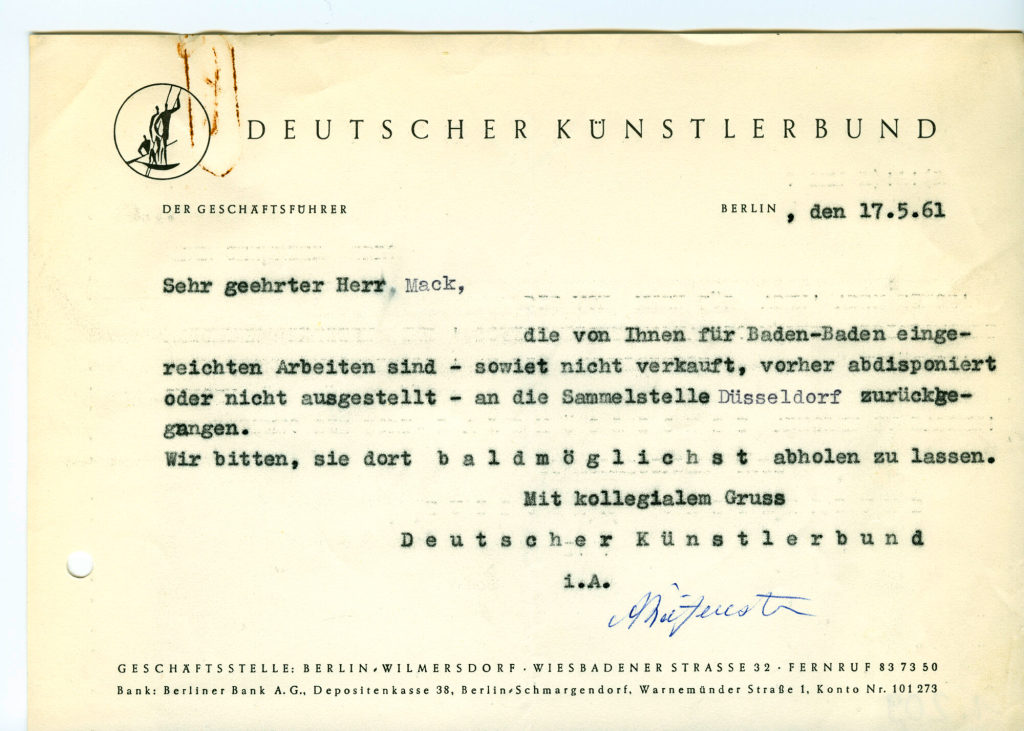 DEUTSCHER KÜNSTLERBUND
DER GESCHÄFTSFÜHRER
BERLIN, den 17.5.61
Sehr geehrter Herr Mack,
die von Ihnen für Baden-Baden einge-
reichten Arbeiten sind - sowiet nicht verkauft, vorher abdisponiert
oder nicht ausgestellt - an die Sammelstelle Düsseldorf zurückge-
gangen.
Wir bitten, sie dort b a l d m ö g l i c h s t abholen zu lassen.
Mit kollegialem Gruss
D e u t s c h e r K ü n s t l e r b u n d
i.A.
GESCHÄFTSSTELLE: BERLIN-WILMERSDORF · WIESBADENER STRASSE 32 · FERNRUF 83 73 50
Bank: Berliner Bank A.G., Depositenkasse 38, Berlin-Schmargendorf, Warnemünder Straße 1, Konto Nr. 101 273